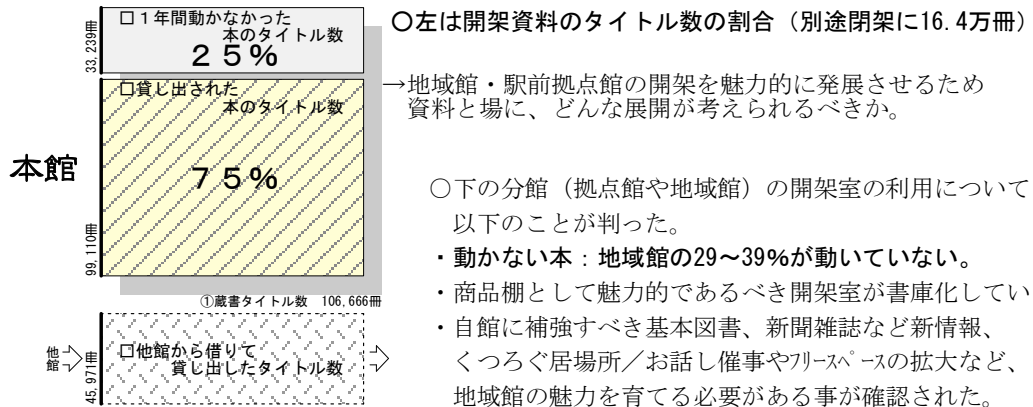 本館
33,239冊
□１年間動かなかった
本のタイトル数
２５%
□貸し出された
本のタイトル数
７５%
99,110冊
①蔵書タイトル数 106,666冊
他館
45,971冊
□他館から借りて
貸し出したタイトル数
○左は開架資料のタイトル数の割合（別途閉架に16.4万冊）
→地域館・駅前拠点館の開架を魅力的に発展させるため
資料と場に、どんな展開が考えられるべきか。
○下の分館（拠点館や地域館）の開架室の利用について
以下のことが判った。
・動かない本：地域館の29～39%が動いていない。
・商品棚として魅力的であるべき開架室が書庫化してい
・自館に補強すべき基本図書、新聞雑誌など新情報、
くつろぐ居場所／お話し催事やﾌﾘｰｽﾍﾟｰｽの拡大など、
地域館の魅力を育てる必要がある事が確認された。